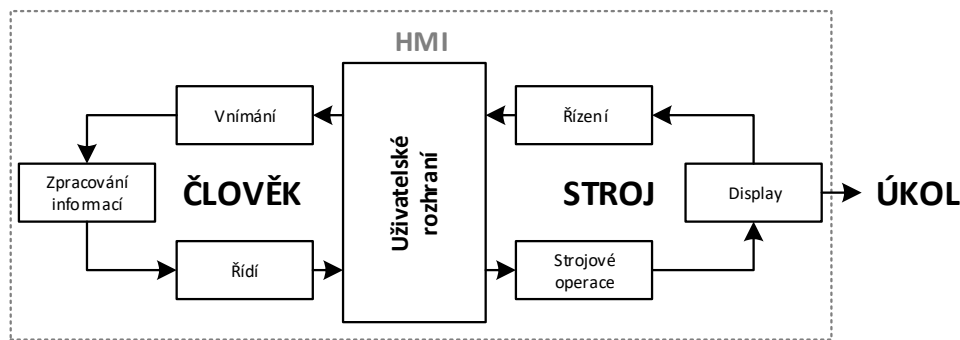 HMI
Vnímání
Řízení
Zpracování
informací
ČLOVĚK
Uživatelské
rozhraní
STROJ
Display
ÚKOL
Řídí
Strojové
operace